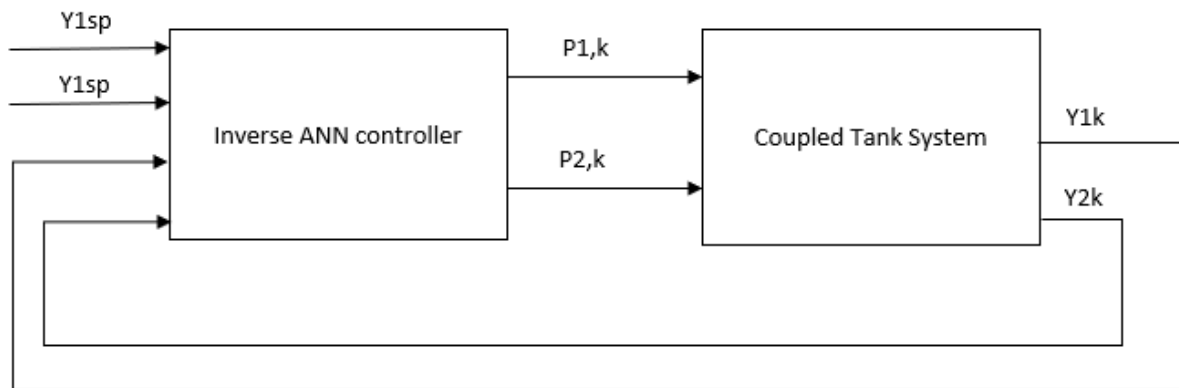 Y1sp
Y1sp
Inverse ANN controller
P1,k
P2,k
Coupled Tank System
Y1k
Y2k